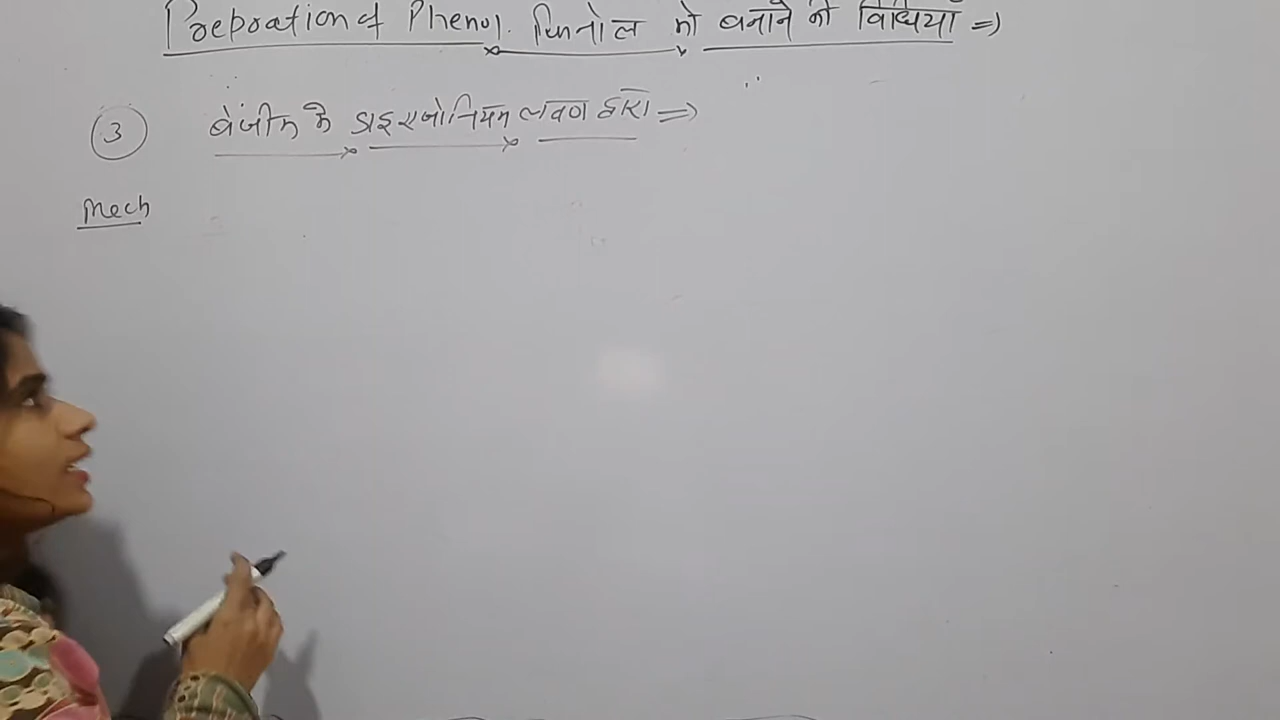 Preparation of Phenol. फिनोल को बनाने की विधियाँ =>
3 बेंजीन के डाइएजोनियम लवण द्वारा =>
Mech